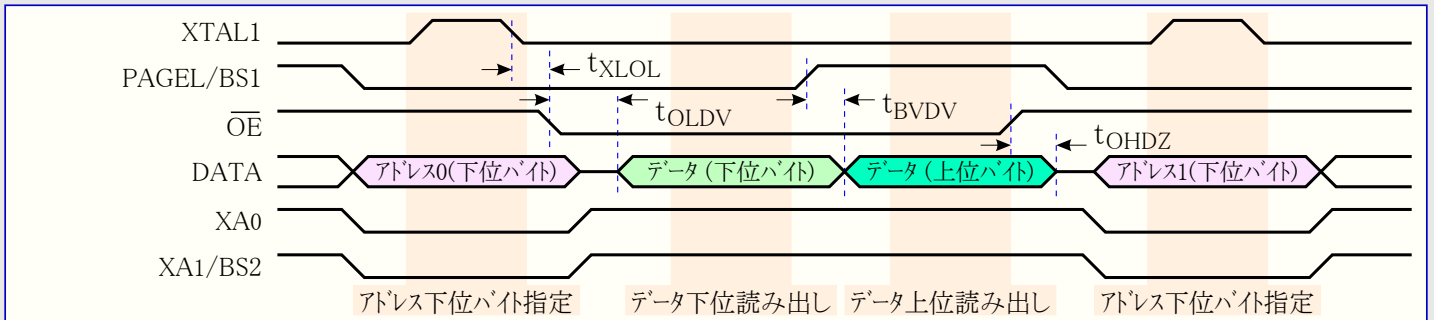 XTAL1
PAGEL/BS1
tXLOL
OE
tOLDV
tBVDV
tOHDZ
DATA
アドレス0(下位バイト)
データ (下位バイト)
データ (上位バイト)
アドレス1(下位バイト)
XA0
XA1/BS2
アドレス下位バイト指定
データ下位読み出し
データ上位読み出し
アドレス下位バイト指定